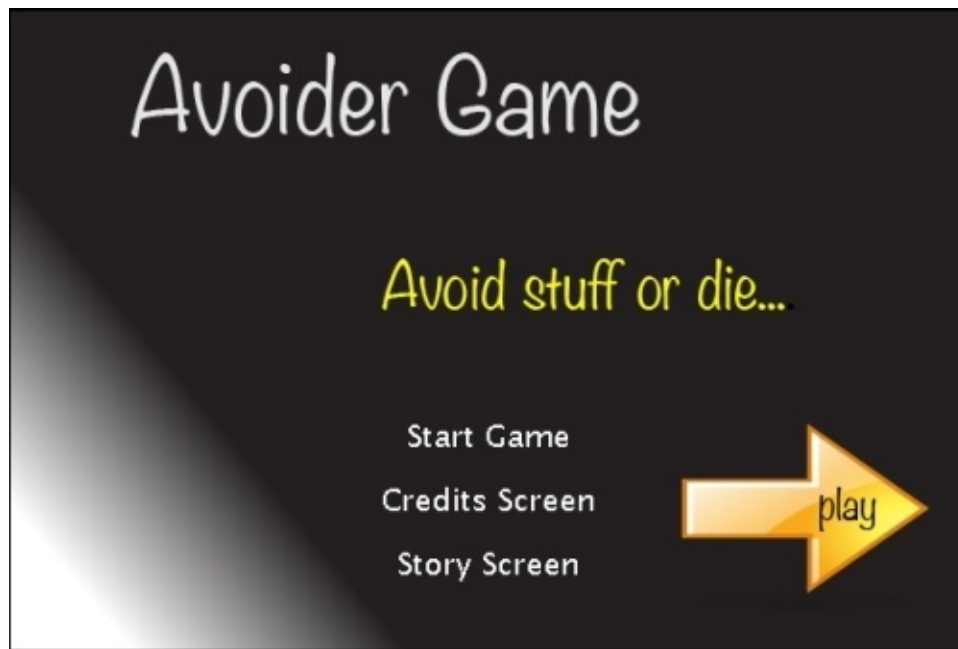 Avoider Game
Avoid stuff or die....
Start Game
Credits Screen
play
Story Screen